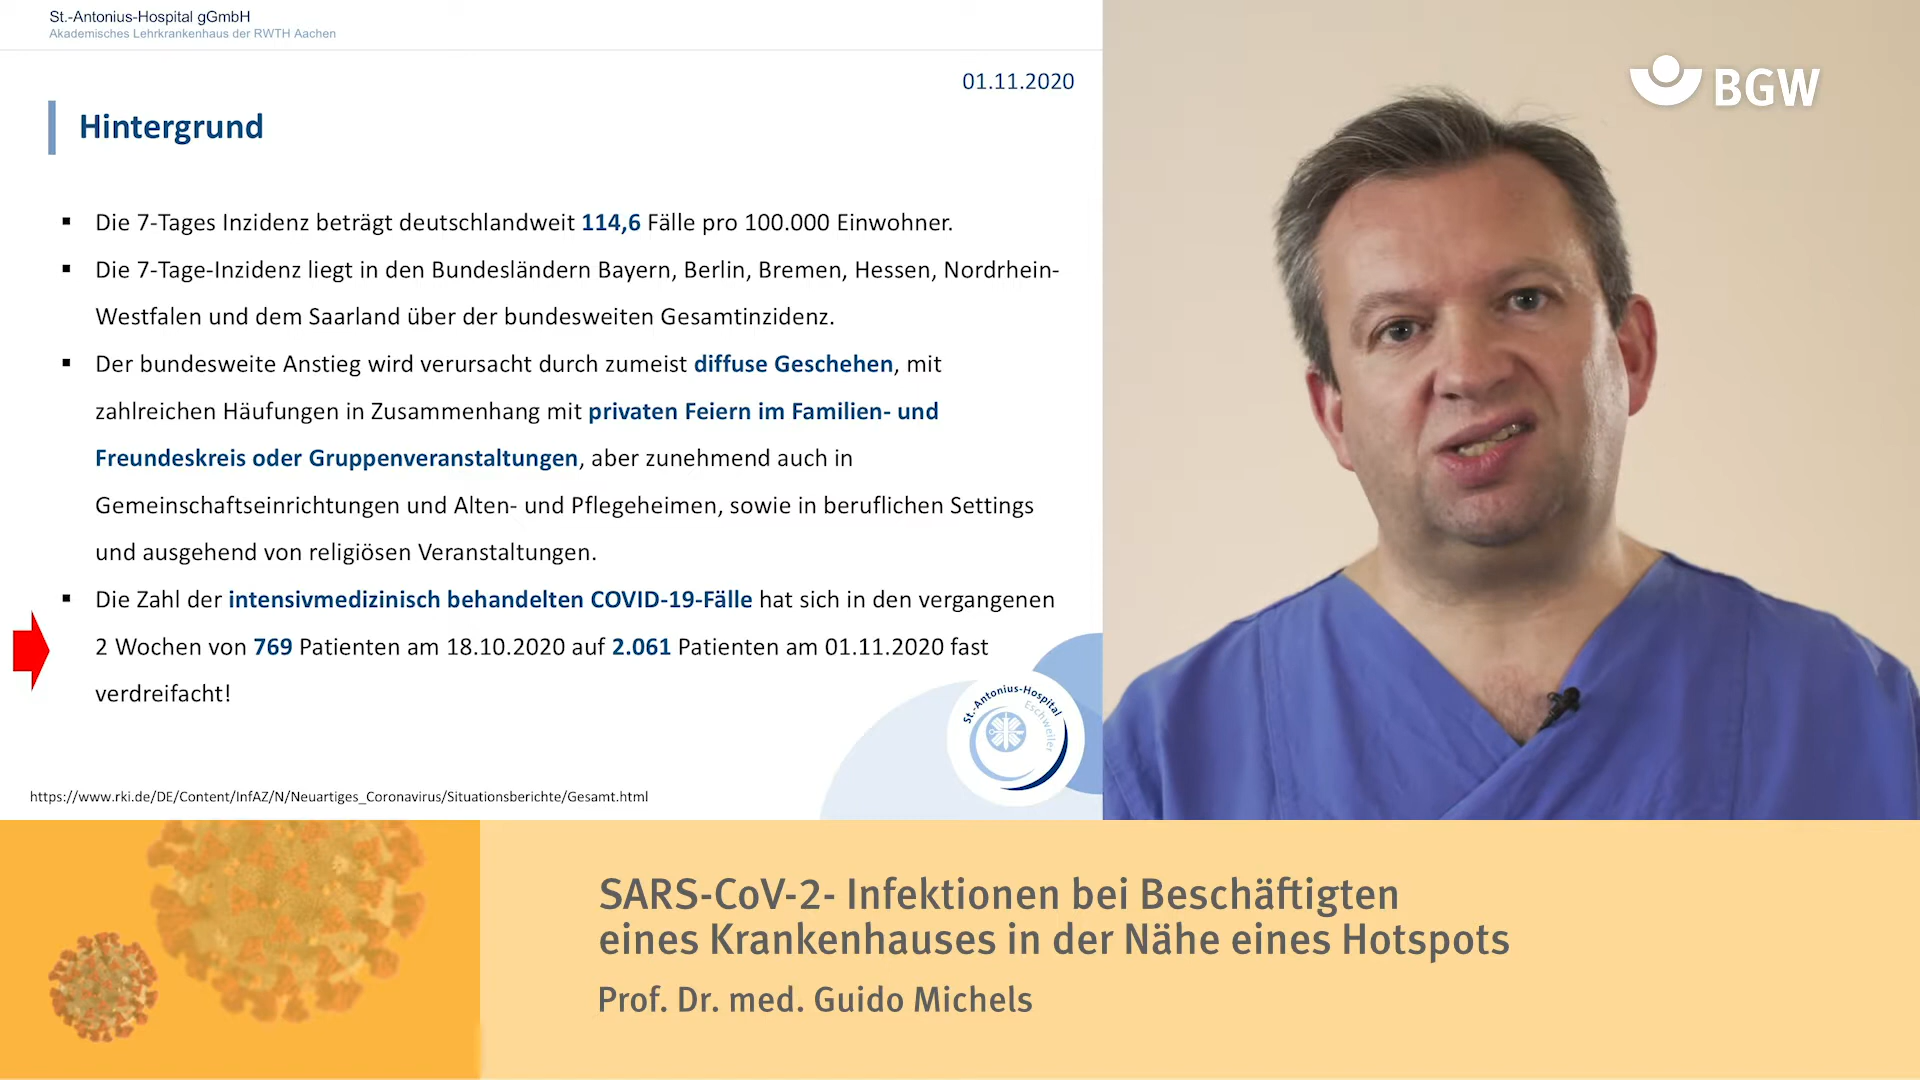 St.-Antonius-Hospital gGmbH
Akademisches Lehrkrankenhaus der RWTH Aachen
01.11.2020
Hintergrund
▪ Die 7-Tages Inzidenz beträgt deutschlandweit 114,6 Fälle pro 100.000 Einwohner.
▪ Die 7-Tage-Inzidenz liegt in den Bundesländern Bayern, Berlin, Bremen, Hessen, Nordrhein-
Westfalen und dem Saarland über der bundesweiten Gesamtinzidenz.
▪ Der bundesweite Anstieg wird verursacht durch zumeist diffuse Geschehen, mit
zahlreichen Häufungen in Zusammenhang mit privaten Feiern im Familien- und
Freundeskreis oder Gruppenveranstaltungen, aber zunehmend auch in
Gemeinschaftseinrichtungen und Alten- und Pflegeheimen, sowie in beruflichen Settings
und ausgehend von religiösen Veranstaltungen.
▪ Die Zahl der intensivmedizinisch behandelten COVID-19-Fälle hat sich in den vergangenen
2 Wochen von 769 Patienten am 18.10.2020 auf 2.061 Patienten am 01.11.2020 fast
verdreifacht!
St.-Antonius-Hospital
Eschweiler
https://www.rki.de/DE/Content/InfAZ/N/Neuartiges_Coronavirus/Situationsberichte/Gesamt.html
BGW
SARS-CoV-2- Infektionen bei Beschäftigten
eines Krankenhauses in der Nähe eines Hotspots
Prof. Dr. med. Guido Michels